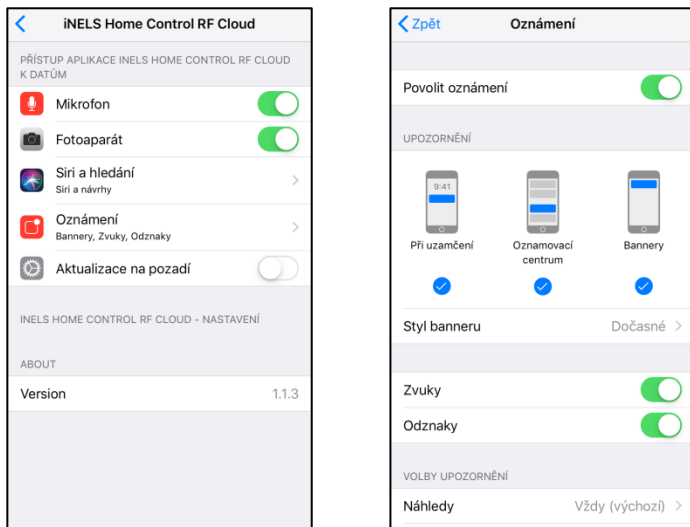 iNELS Home Control RF Cloud
PŘÍSTUP APLIKACE INELS HOME CONTROL RF CLOUD
K DATŮM
Mikrofon
Fotoaparát
Siri a hledání
Siri a návrhy
Oznámení
Bannery, Zvuky, Odznaky
Aktualizace na pozadí
INELS HOME CONTROL RF CLOUD - NASTAVENÍ
ABOUT
Version 1.1.3
Zpět Oznámení
Povolit oznámení
UPOZORNĚNÍ
9:41
Při uzamčení Oznamovací Bannery
centrum
Styl banneru Dočasné
Zvuky
Odznaky
VOLBY UPOZORNĚNÍ
Náhledy Vždy (výchozí)